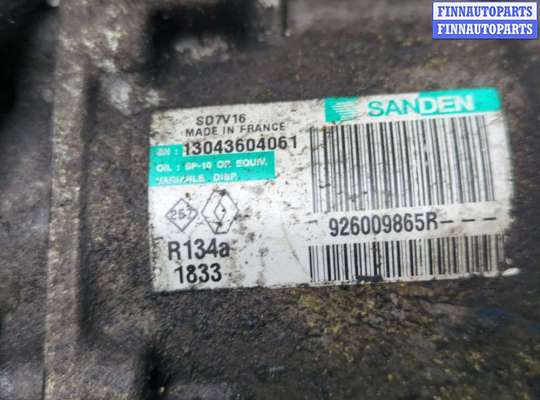 FINNAUTOPARTS
FINNAUTOPARTS
SD7V16
MADE IN FRANCE
SANDEN
SN : 13043604061
OIL : SP-10 OR EQUIV.
VARIABLE DISP.
257
926009865R---
R134a
1833